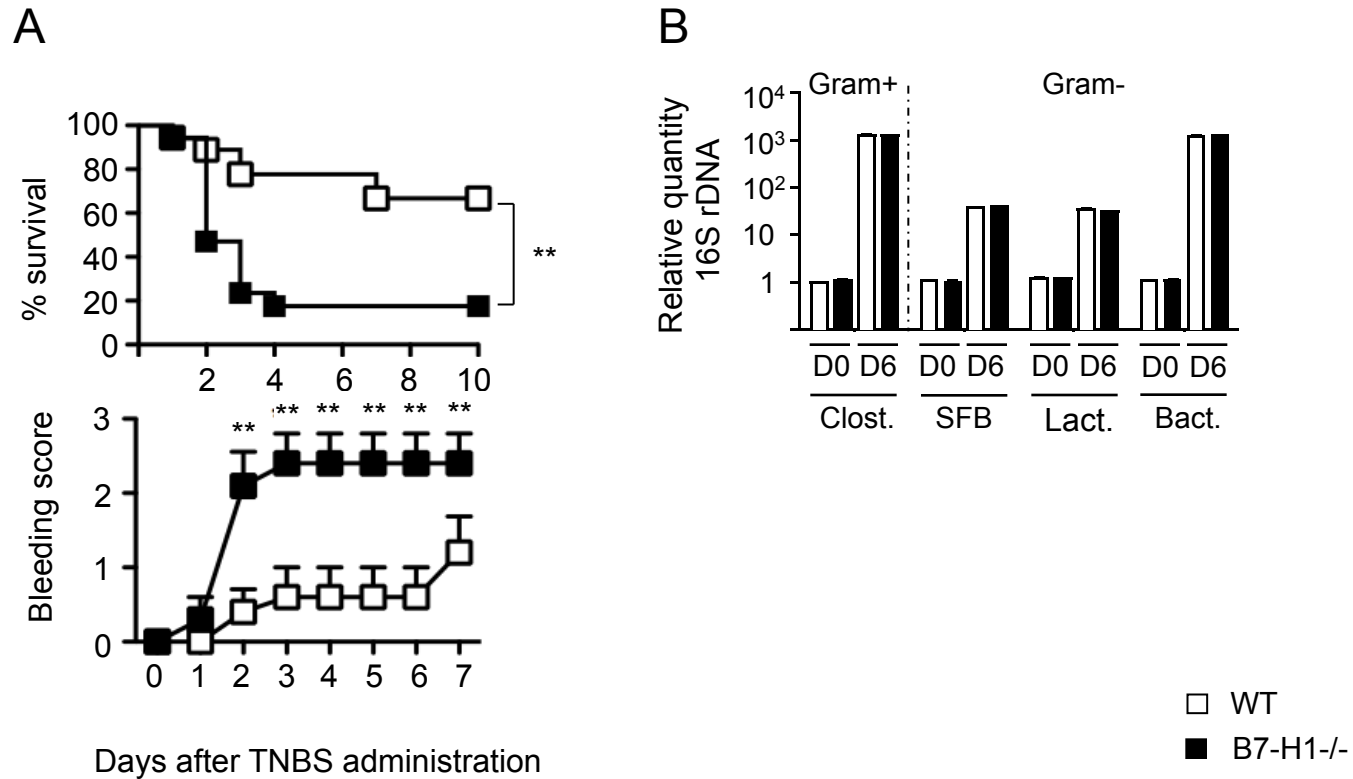 A
% survival
100
80
60
40
20
0
2 4 6 8 10
**
Bleeding score
3
2
1
0
** ** ** ** ** **
0 1 2 3 4 5 6 7
Days after TNBS administration
B
Relative quantity
16S rDNA
Gram+ Gram-
10⁴
10³
10²
10
1
D0 D6 D0 D6 D0 D6 D0 D6
Clost. SFB Lact. Bact.
WT
B7-H1-/-